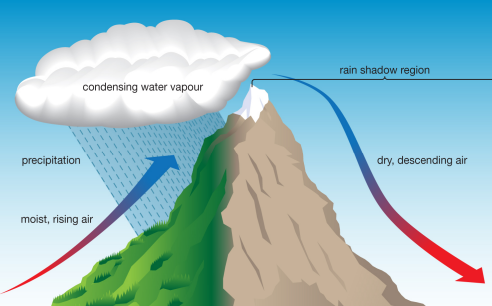 rain shadow region
condensing water vapour
precipitation
dry, descending air
moist, rising air